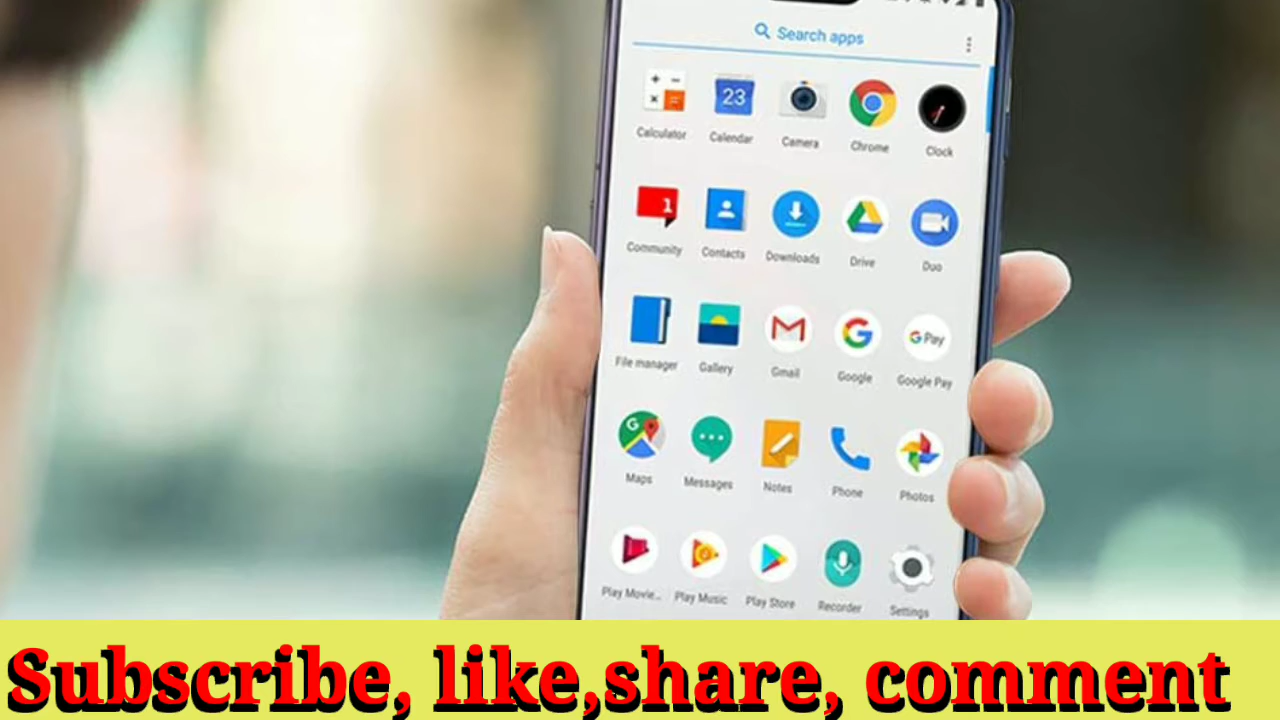 Search apps
23
Calculator Calendar Camera Chrome Clock
1
Community Contacts Downloads Drive Duo
G Pay
File manager Gallery Gmail Google Google Pay
Maps Messages Notes Phone Photos
Play Movie... Play Music Play Store Recorder Settings
Subscribe, like,share, comment